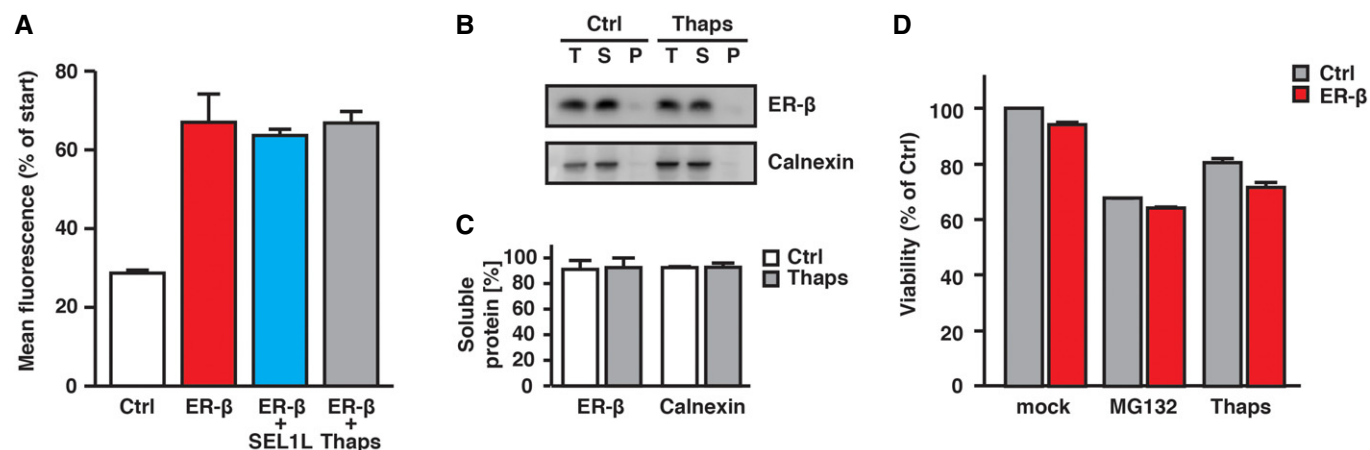 A
Mean fluorescence (% of start)
80
60
40
20
0
Ctrl
ER-β
ER-β
+
SEL1L
ER-β
+
Thaps
B
Ctrl Thaps
T S P T S P
ER-β
Calnexin
C
Soluble
protein [%]
100
80
60
40
20
0
ER-β Calnexin
Ctrl
Thaps
D
Viability (% of Ctrl)
100
80
60
40
20
0
mock MG132 Thaps
Ctrl
ER-β